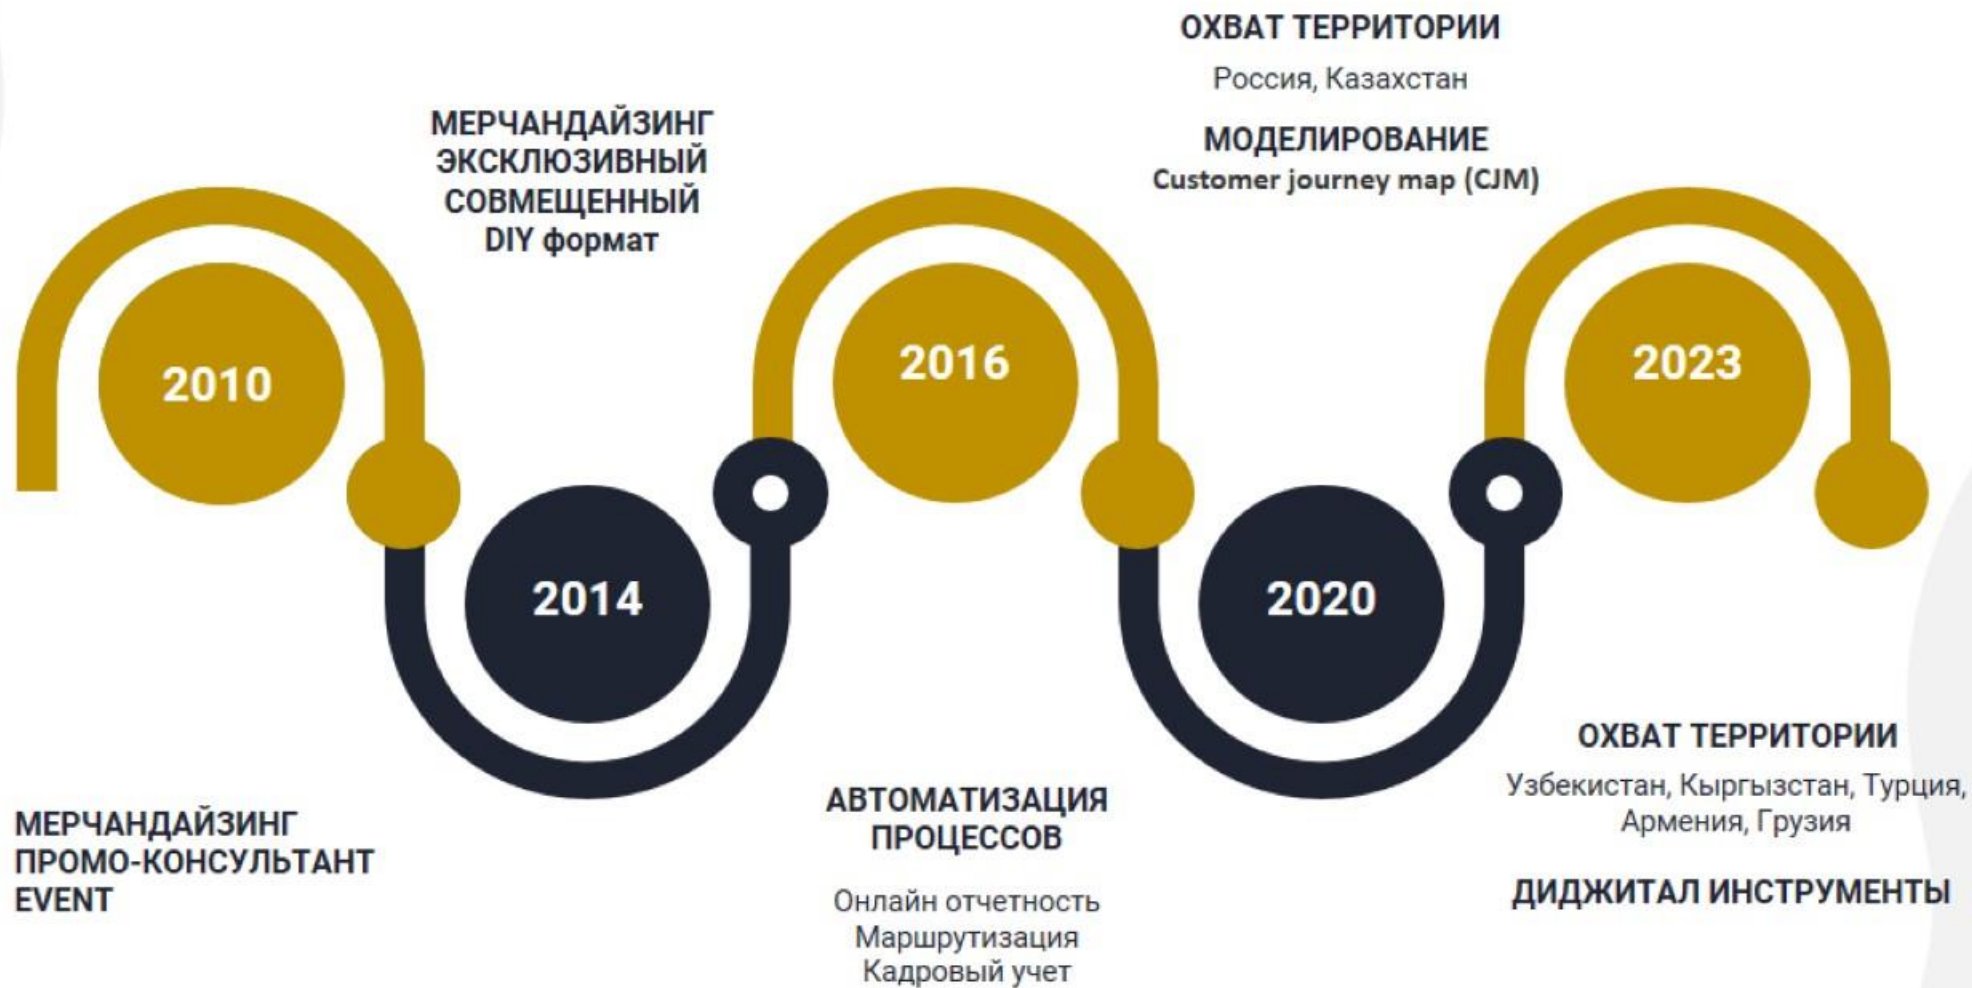 2010
МЕРЧАНДАЙЗИНГ
ПРОМО-КОНСУЛЬТАНТ
EVENT
МЕРЧАНДАЙЗИНГ
ЭКСКЛЮЗИВНЫЙ
СОВМЕЩЕННЫЙ
DIY формат
2014
2016
АВТОМАТИЗАЦИЯ
ПРОЦЕССОВ
Онлайн отчетность
Маршрутизация
Кадровый учет
ОХВАТ ТЕРРИТОРИИ
Россия, Казахстан
МОДЕЛИРОВАНИЕ
Customer journey map (CJM)
2020
2023
ОХВАТ ТЕРРИТОРИИ
Узбекистан, Кыргызстан, Турция,
Армения, Грузия
ДИДЖИТАЛ ИНСТРУМЕНТЫ